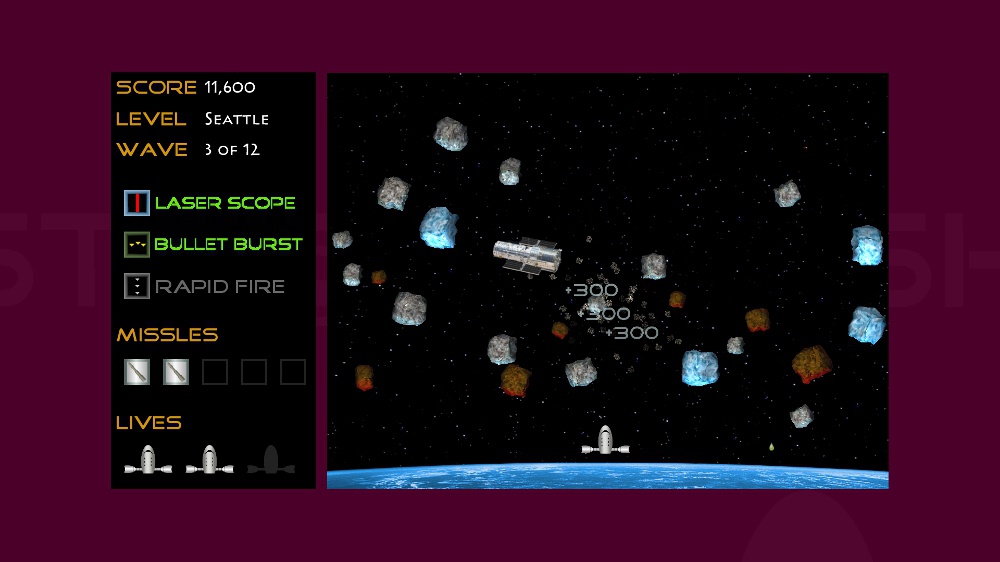 SCORE 11,600
LEVEL SEATTLE
WAVE 3 OF 12
LASER SCOPE
BULLET BURST
RAPID FIRE
MISSLES
LIVES
+300
+300
+300